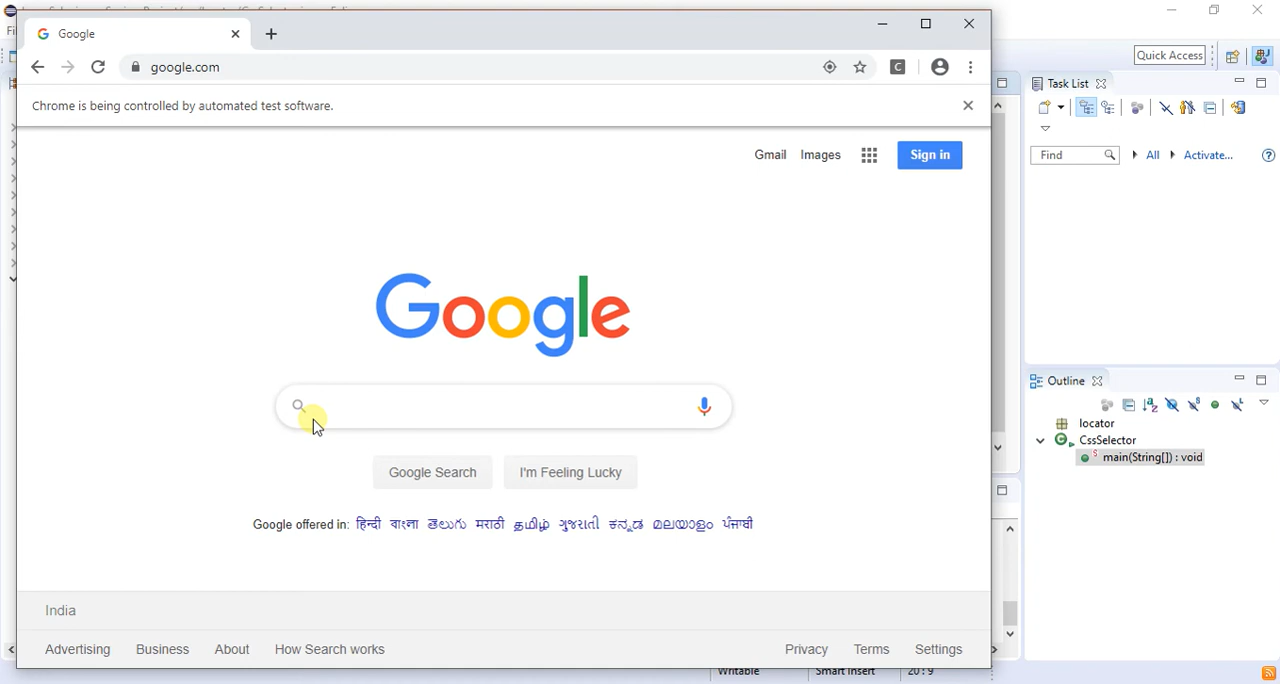 Google
google.com
Quick Access
Task List
Chrome is being controlled by automated test software.
Find
All
Activate...
Gmail Images Sign in
Google
Google Search I'm Feeling Lucky
Google offered in: हिन्दी বাংলা తెలుగు मराठी தமிழ் ગુજરાતી ಕನ್ನಡ മലയാളം ਪੰਜਾਬੀ
Outline
locator
CssSelector
main(String[]) : void
India
Advertising Business About How Search works Privacy Terms Settings
Writable Smart Insert 20 : 9